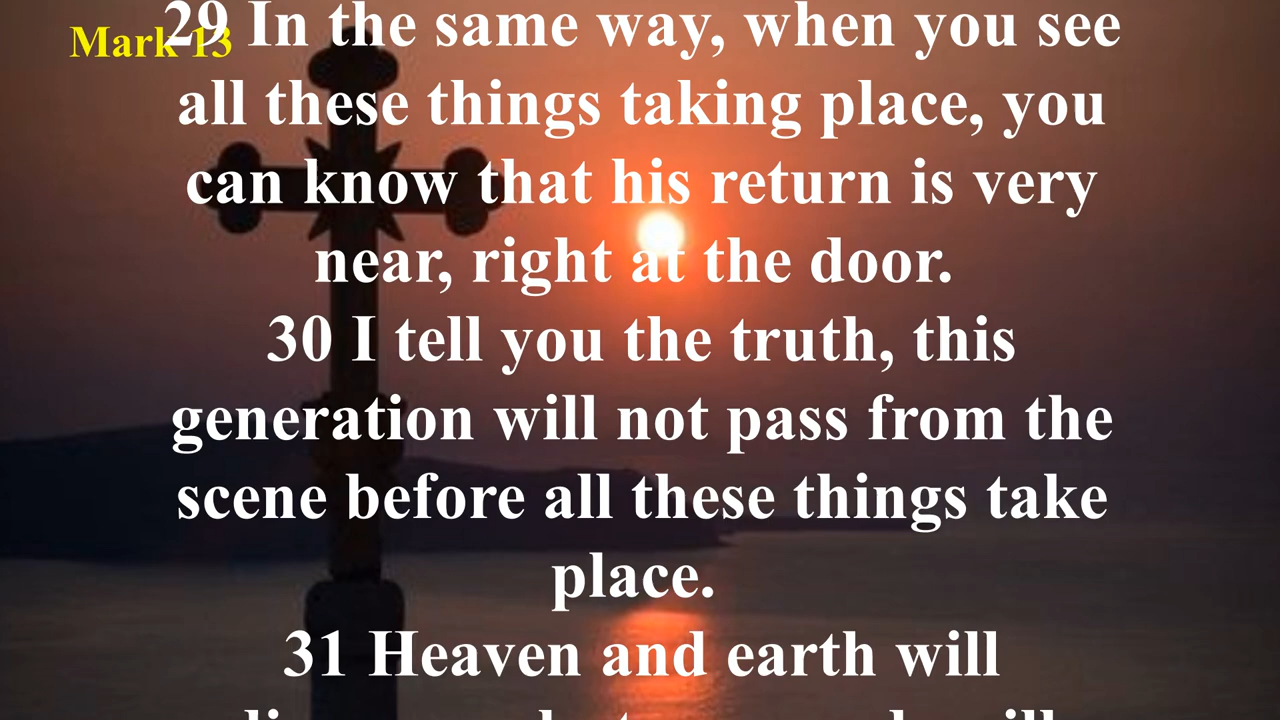 Mark 13
29 In the same way, when you see
all these things taking place, you
can know that his return is very
near, right at the door.
30 I tell you the truth, this
generation will not pass from the
scene before all these things take
place.
31 Heaven and earth will